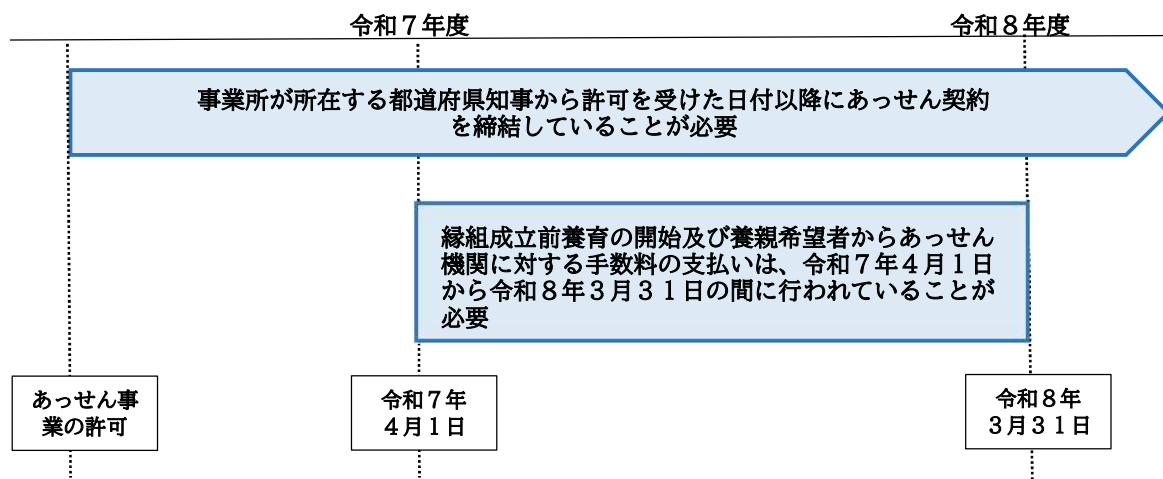 令和７年度
令和８年度
事業所が所在する都道府県知事から許可を受けた日付以降にあっせん契約
を締結していることが必要
縁組成立前養育の開始及び養親希望者からあっせん
機関に対する手数料の支払いは、令和７年４月１日
から令和８年３月３１日の間に行われていることが
必要
あっせん事
業の許可
令和７年
４月１日
令和８年
３月３１日